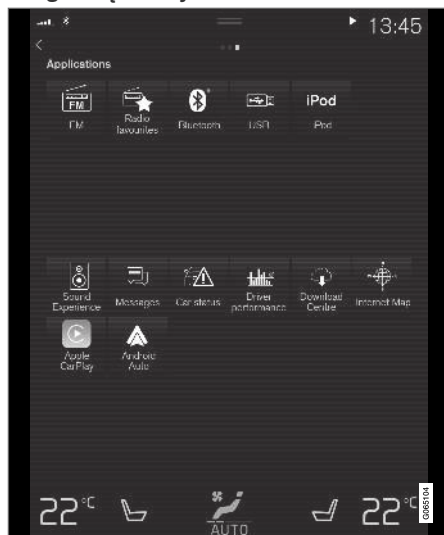 13:45
Applications
FM
iPod
FM
Radio
favourites
Bluetooth
USB
iPod
Sound
Experience
Messages
Car status
Driver
performance
Download
Centre
Internet Map
Apple
CarPlay
Android
Auto
22°C
22°C
AUTO
G065104